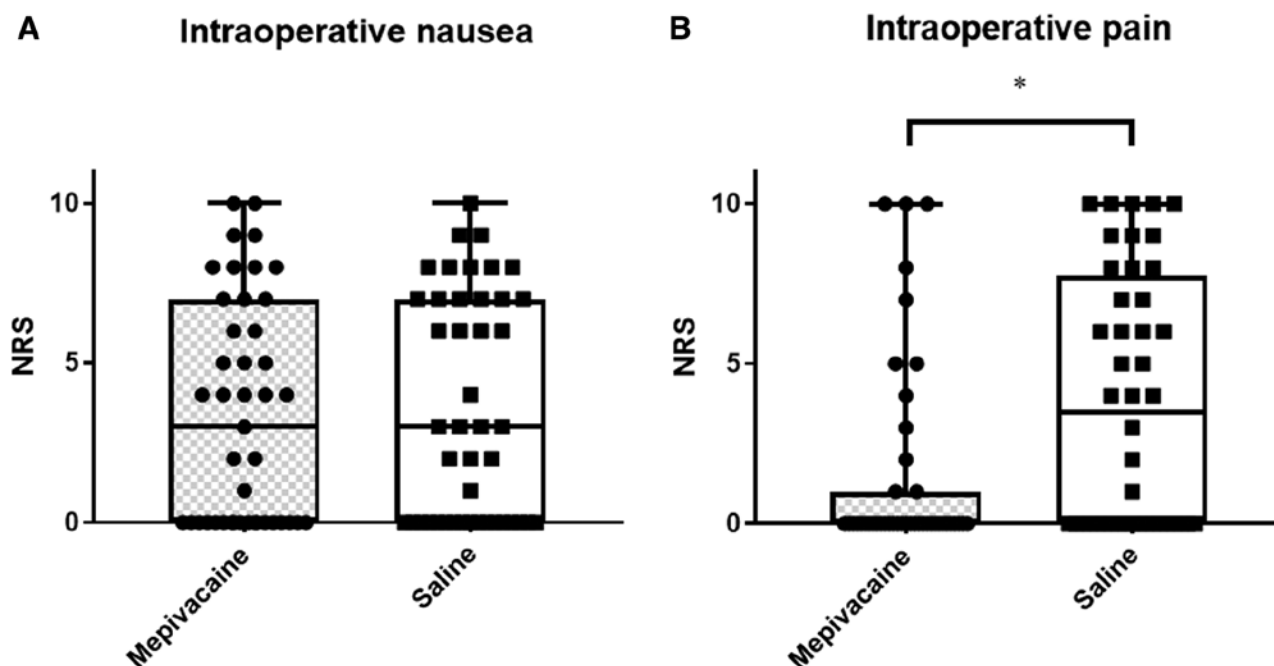 A Intraoperative nausea
NRS
10
5
0
Mepivacaine
Saline
B Intraoperative pain
*
NRS
10
5
0
Mepivacaine
Saline